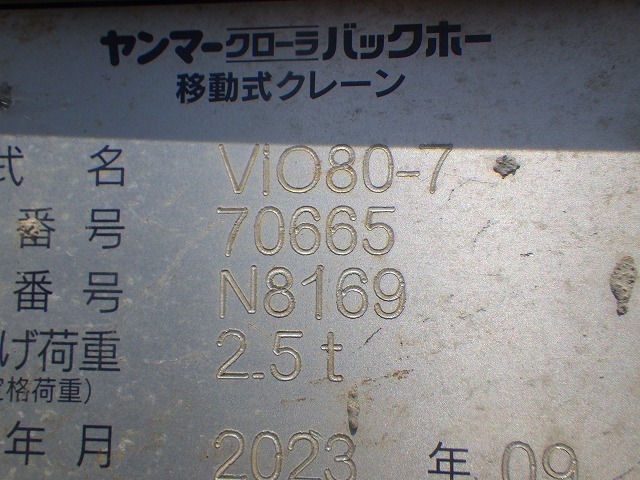 ヤンマークローラバックホー
移動式クレーン
式 名 VIO80-7
番号 70665
番号 N8169
げ荷重 2.5t
定格荷重)
年月 2023 年 09